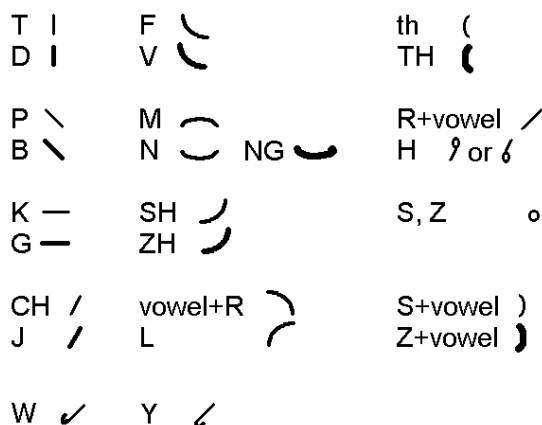 T F th
D V TH
P M R+vowel
B N NG H or
K SH S, Z
G ZH
CH vowel+R S+vowel
J L Z+vowel
W Y